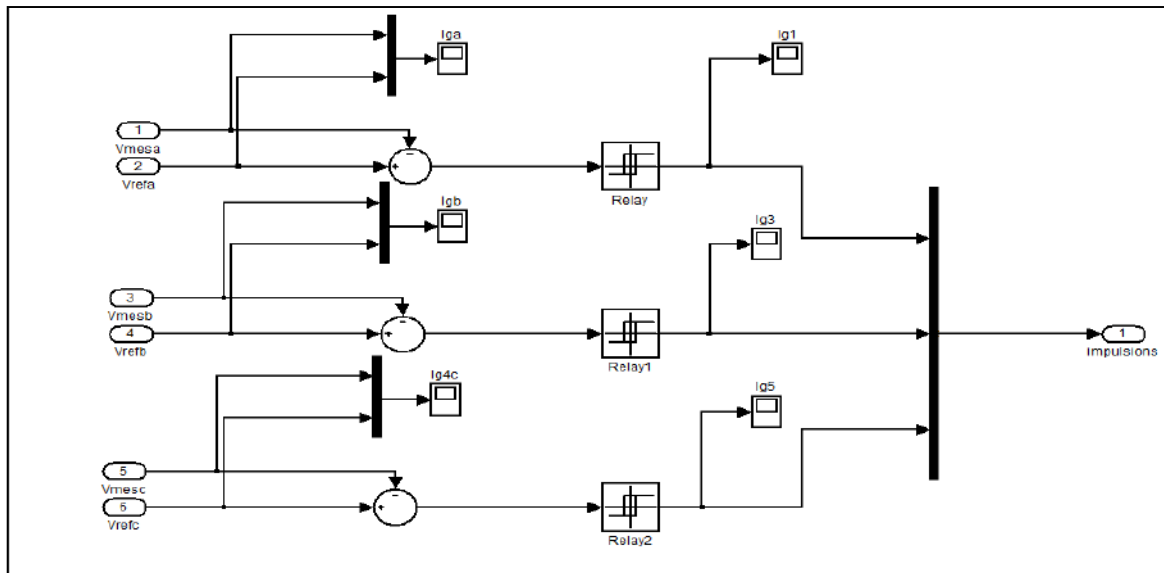 Iga
Ig1
1
Vmesa
2
Vrefa
Relay
Igb
Ig3
3
Vmesb
4
Vrefb
Relay1
1
Impulsions
Ig4c
Ig5
5
Vmesc
6
Vrefc
Relay2